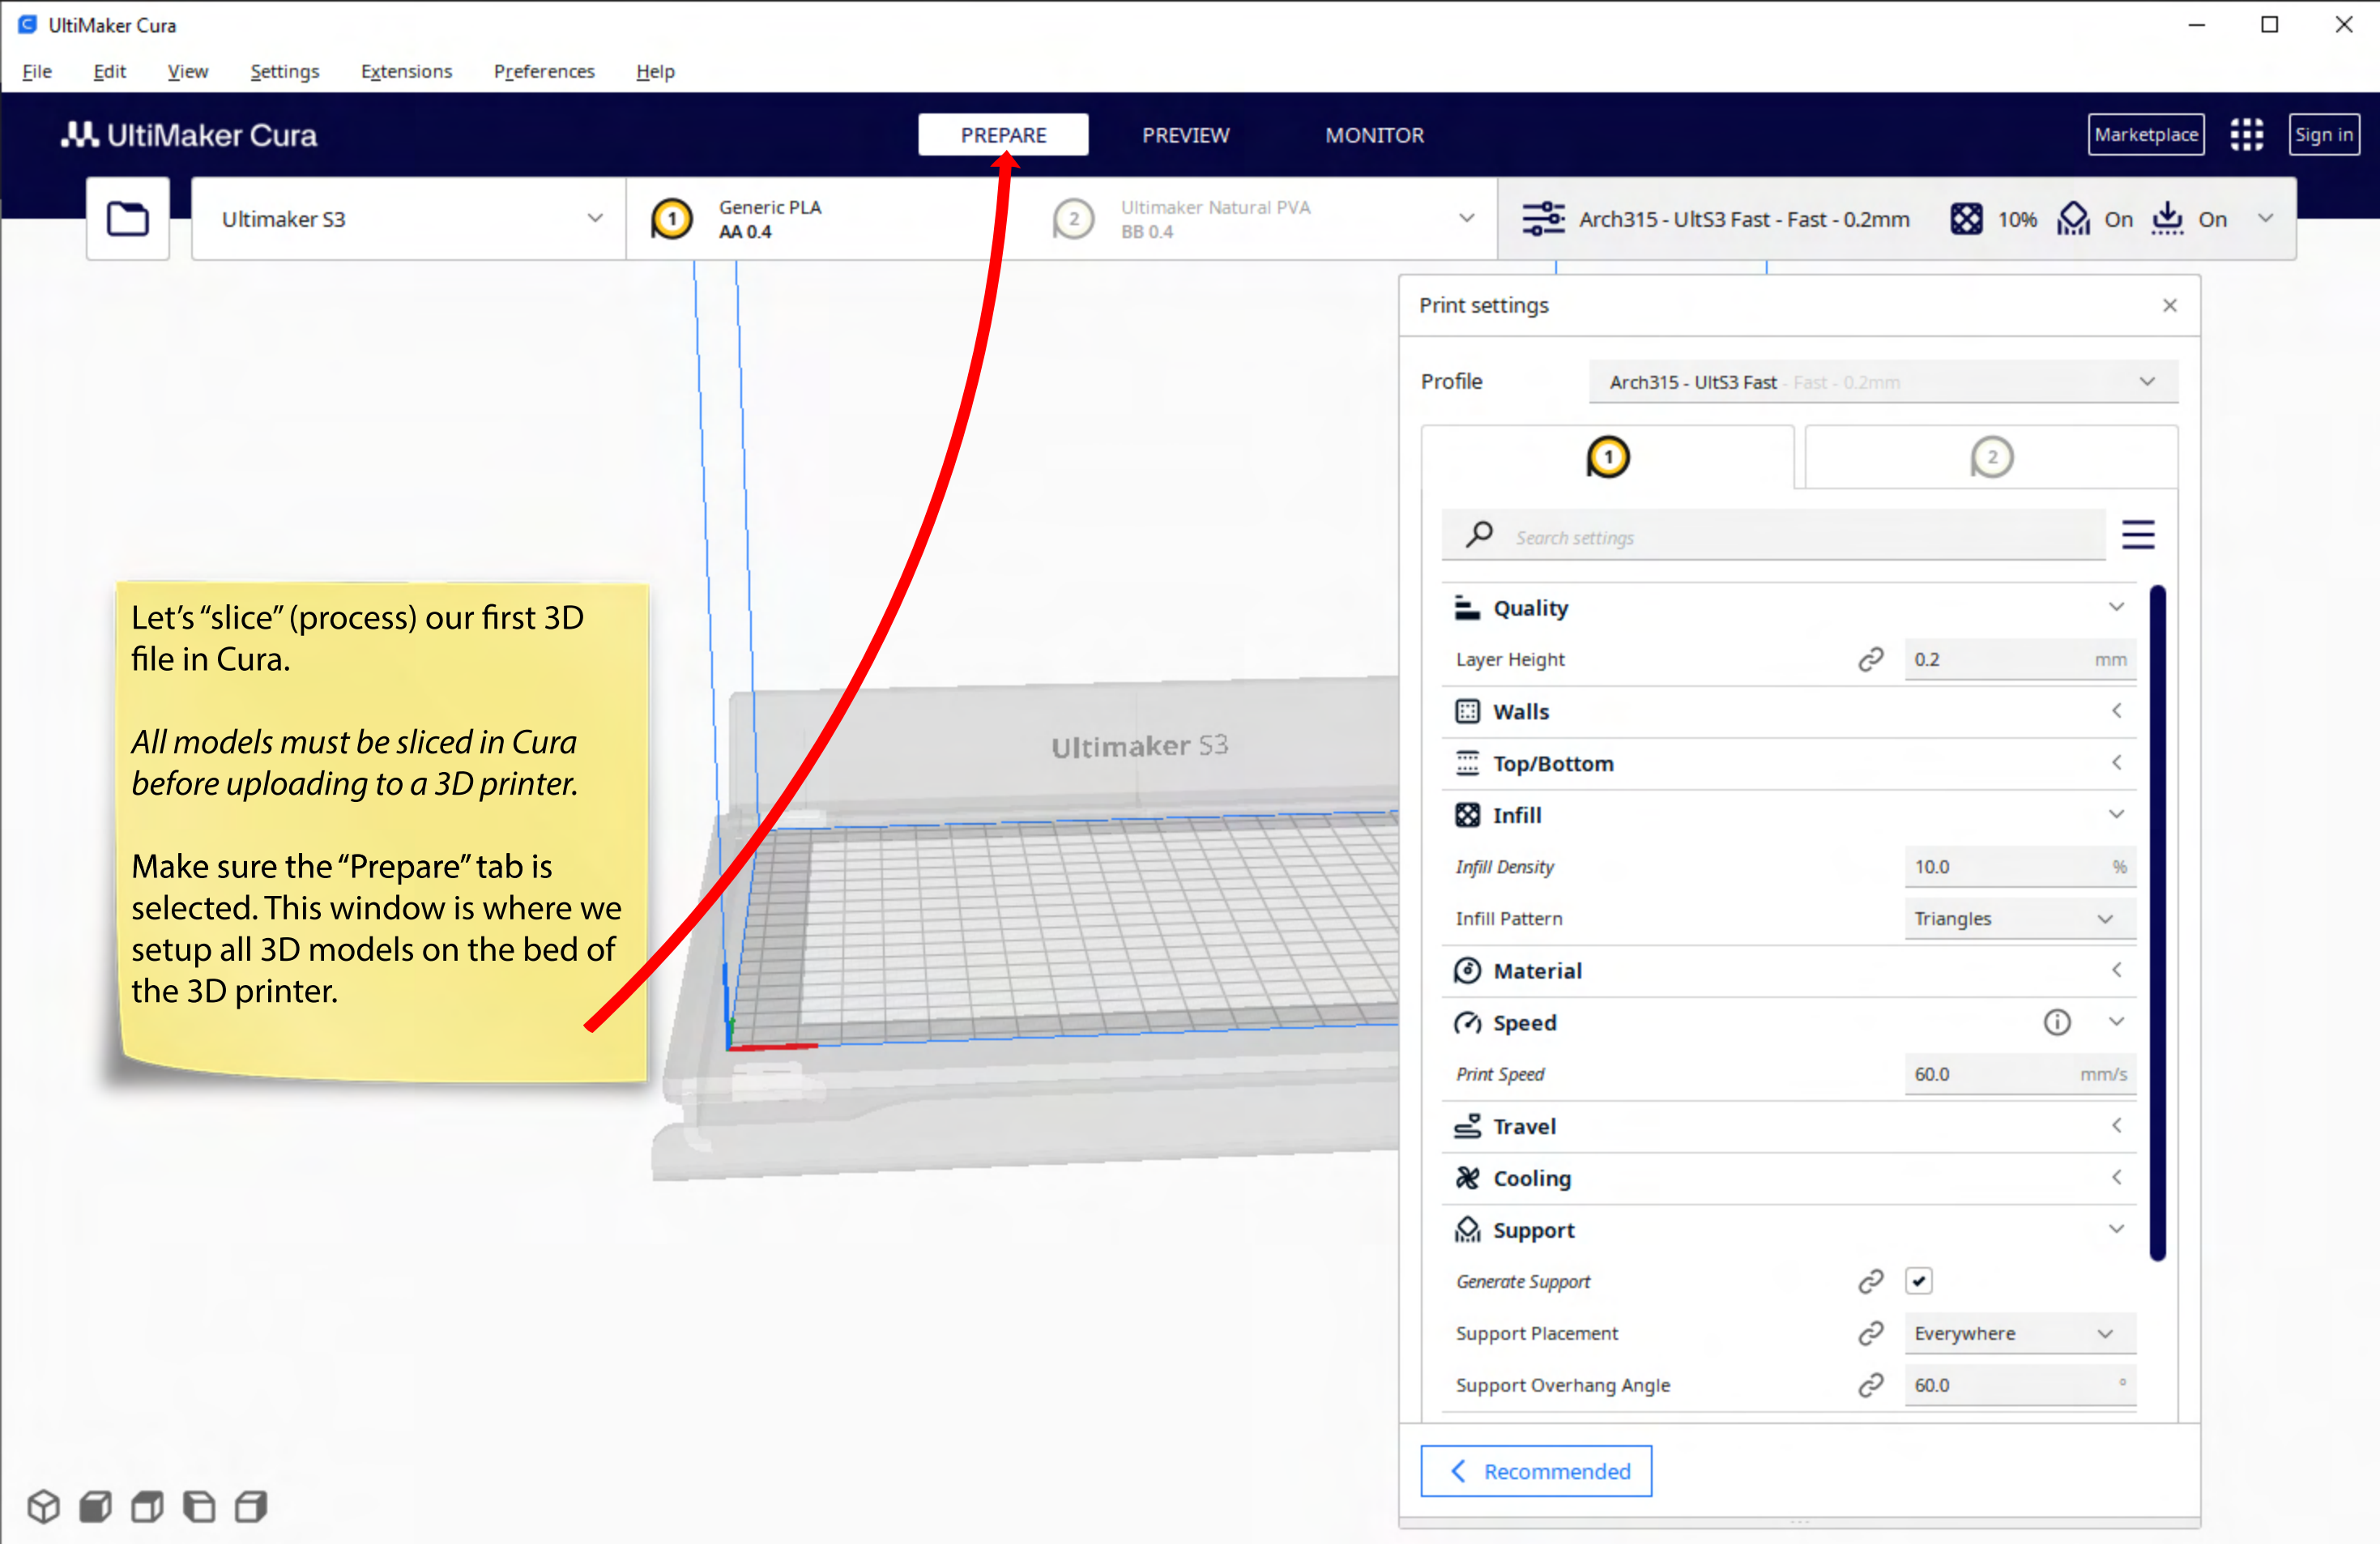 UltiMaker Cura
File Edit View Settings Extensions Preferences Help
UltiMaker Cura
PREPARE PREVIEW MONITOR
Marketplace Sign in
Ultimaker S3
1 Generic PLA
AA 0.4
2 Ultimaker Natural PVA
BB 0.4
Arch315 - UltS3 Fast - Fast - 0.2mm 10% On On
Let's “slice” (process) our first 3D
file in Cura.
All models must be sliced in Cura
before uploading to a 3D printer.
Make sure the “Prepare” tab is
selected. This window is where we
setup all 3D models on the bed of
the 3D printer.
Ultimaker S3
Print settings
Profile Arch315 - UltS3 Fast - Fast - 0.2mm
1 2
Search settings
Quality
Layer Height 0.2 mm
Walls
Top/Bottom
Infill
Infill Density 10.0 %
Infill Pattern Triangles
Material
Speed
Print Speed 60.0 mm/s
Travel
Cooling
Support
Generate Support
Support Placement Everywhere
Support Overhang Angle 60.0 °
Recommended